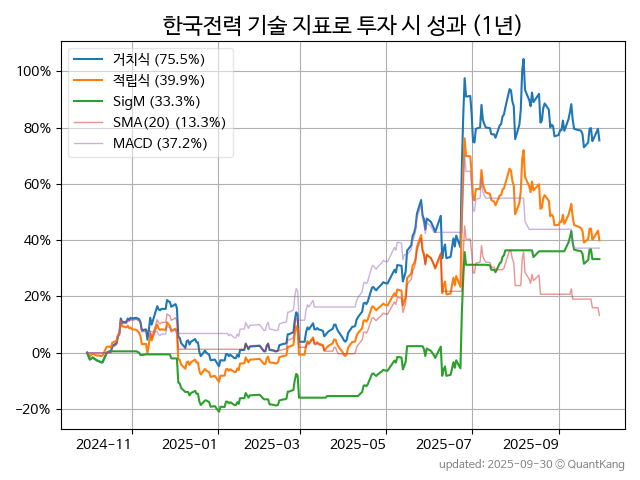 한국전력 기술 지표로 투자 시 성과 (1년)
거치식 (75.5%)
적립식 (39.9%)
SigM (33.3%)
SMA(20) (13.3%)
MACD (37.2%)
100%
80%
60%
40%
20%
0%
−20%
2024-11
2025-01
2025-03
2025-05
2025-07
2025-09
updated: 2025-09-30 © QuantKang